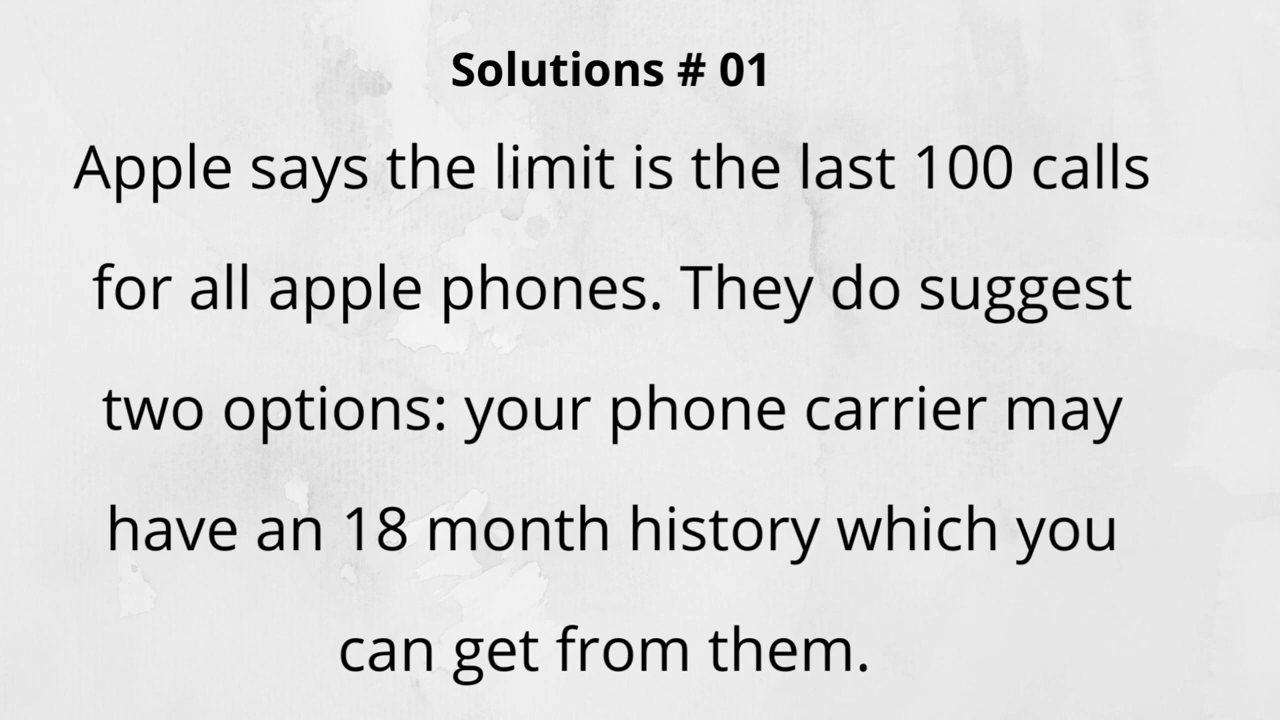 Solutions # 01
Apple says the limit is the last 100 calls
for all apple phones. They do suggest
two options: your phone carrier may
have an 18 month history which you
can get from them.